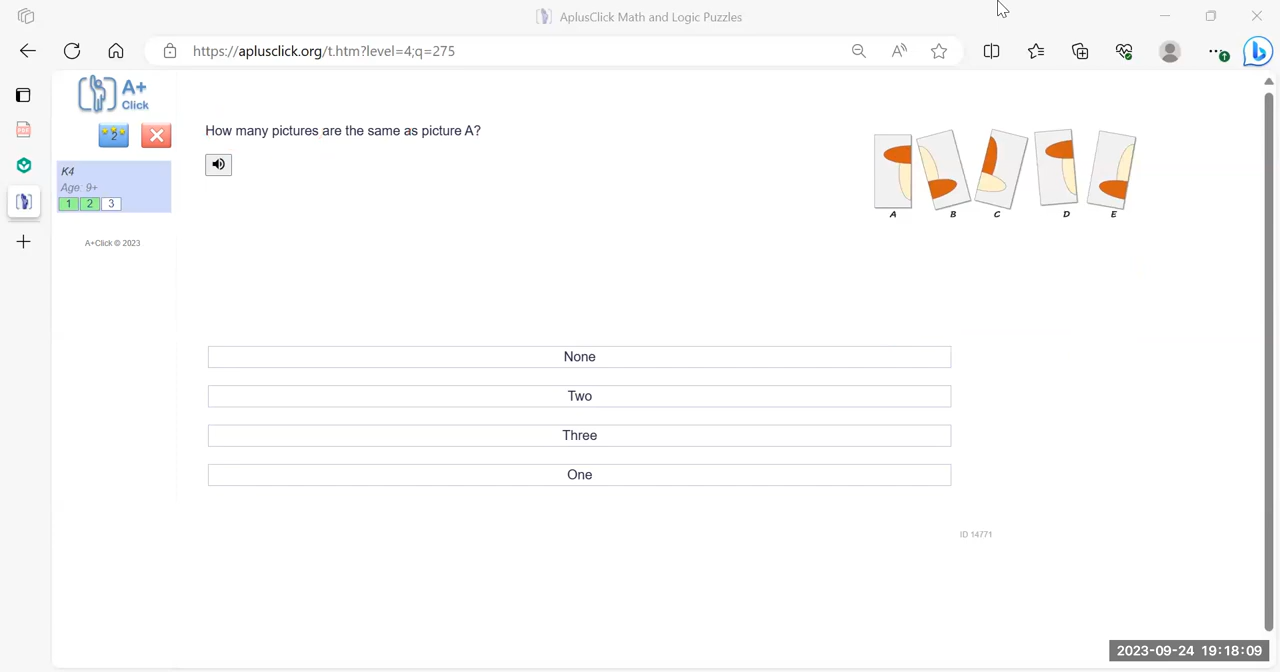 AplusClick Math and Logic Puzzles
https://aplusclick.org/t.htm?level=4;q=275
A+
Click
2
K4
Age: 9+
1 2 3
A+Click © 2023
How many pictures are the same as picture A?
A B C D E
None
Two
Three
One
ID 14771
2023-09-24 19:18:09